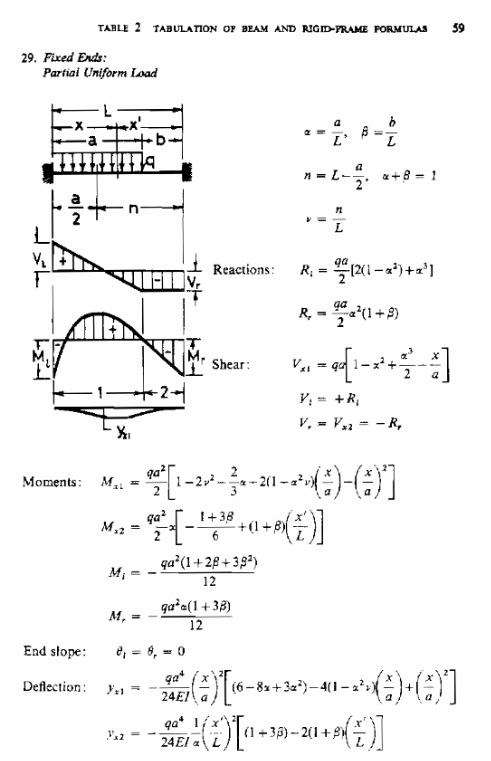 TABLE 2 TABULATION OF BEAM AND RIGID-FRAME FORMULAS 59
29. Fixed Ends:
Partial Uniform Load
L
x x'
a b
q
a/2 n
V_l + - V_r
M_l - + - M_r
1 2
y_x1
α = a/L, β = b/L
n = L − a/2, α + β = 1
ν = n/L
Reactions: R_l = qa/2 [2(1 − α²) + α³]
R_r = qa/2 α²(1 + β)
Shear: V_x1 = qa[1 − α² + α³/2 − x/a]
V_l = + R_l
V_r = V_x2 = − R_r
Moments: M_x1 = qa²/2 [1 − 2ν² − 2/3 α + 2(1 − α²ν)(x/a) − (x/a)²]
M_x2 = qa²/2 α[− (1 + 3β)/6 + (1 + β)(x'/L)]
M_l = − qa²(1 + 2β + 3β²)/12
M_r = − qa²α(1 + 3β)/12
End slope: θ_l = θ_r = 0
Deflection: y_x1 = − qa⁴/24EI (x/a)² [(6 − 8α + 3α²) − 4(1 − α²ν)(x/a) + (x/a)²]
y_x2 = − qa⁴/24EI 1/α (x'/L)² [(1 + 3β) − 2(1 + β)(x'/L)]